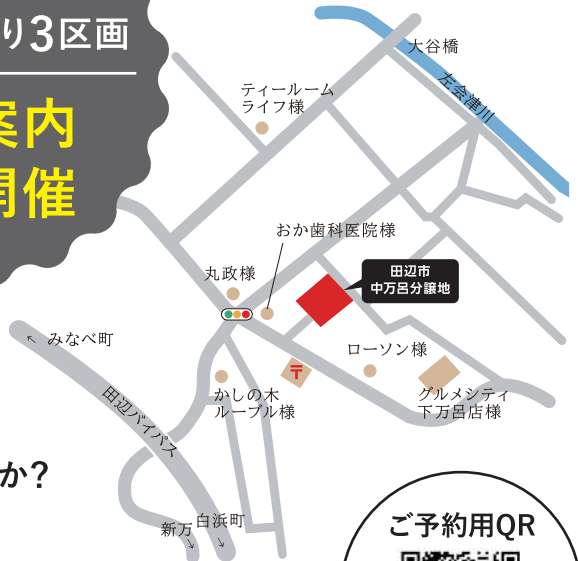 り3区画
案内
開催
大谷橋
左会津川
ティールーム
ライフ様
おか歯科医院様
丸政様
田辺市
中万呂分譲地
← みなべ町
ローソン様
〒
かしの木
ルーブル様
グルメシティ
下万呂店様
田辺バイパス
か?
新万 白浜町
ご予約用QR